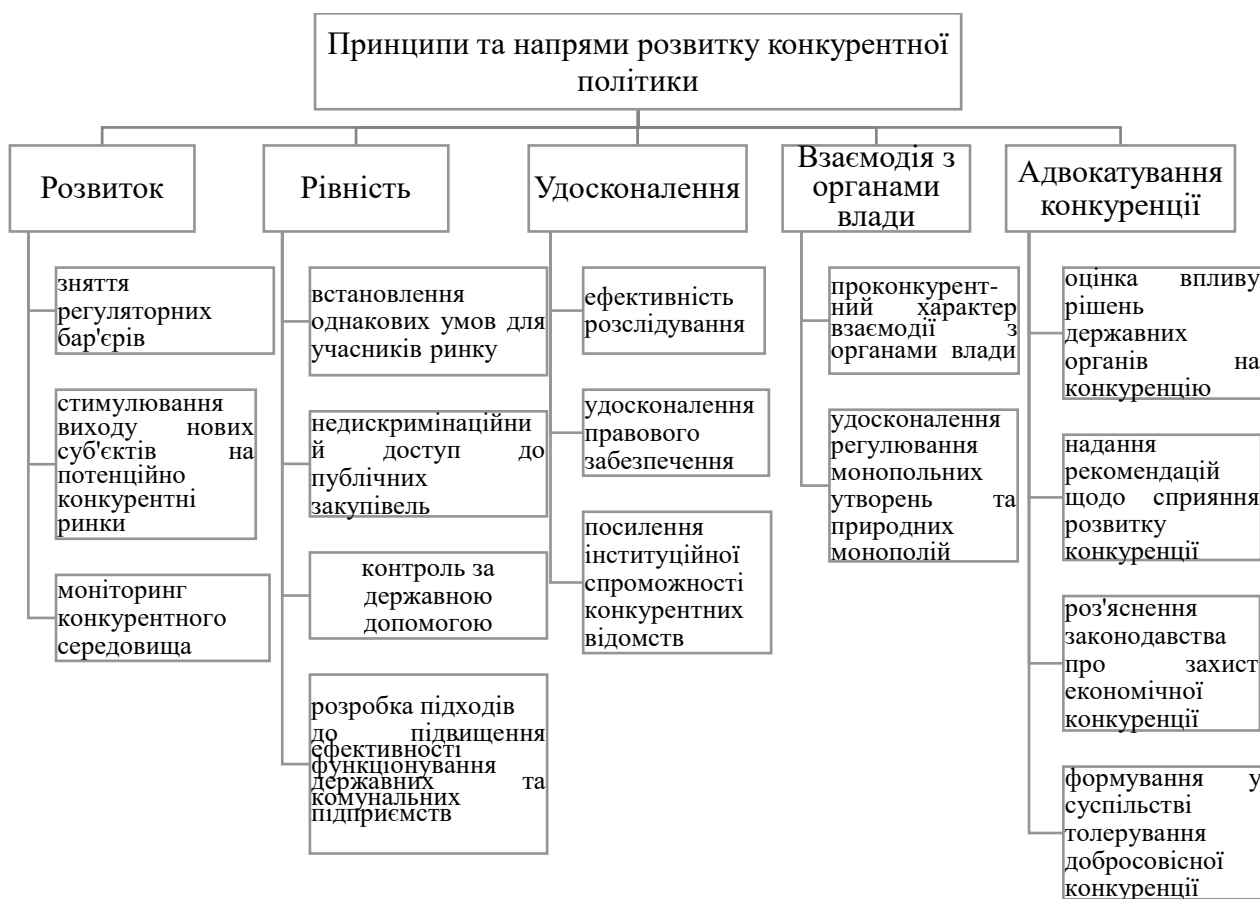 Принципи та напрями розвитку конкурентної
політики
Розвиток
зняття
регуляторних
бар'єрів
стимулювання
виходу нових
суб'єктів на
потенційно
конкурентні
ринки
моніторинг
конкурентного
середовища
Рівність
встановлення
однакових умов для
учасників ринку
недискримінаційни
й доступ до
публічних
закупівель
контроль за
державною
допомогою
розробка підходів
до підвищення
ефективності
функціонування
державних та
комунальних
підприємств
Удосконалення
ефективність
розслідування
удосконалення
правового
забезпечення
посилення
інституційної
спроможності
конкурентних
відомств
Взаємодія з
органами
влади
проконкурент-
ний характер
взаємодії з
органами влади
удосконалення
регулювання
монопольних
утворень та
природних
монополій
Адвокатування
конкуренції
оцінка впливу
рішень
державних
органів на
конкуренцію
надання
рекомендацій
щодо сприяння
розвитку
конкуренції
роз'яснення
законодавства
про захист
економічної
конкуренції
формування у
суспільстві
толерування
добросовісної
конкуренції